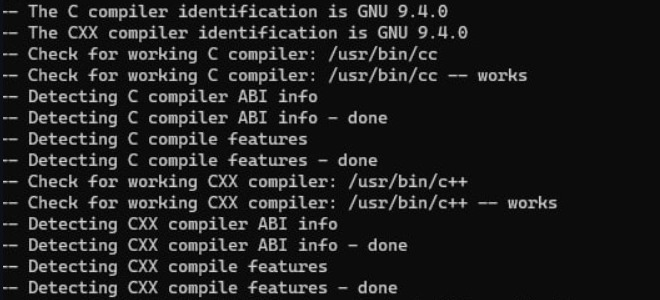 -- The C compiler identification is GNU 9.4.0
-- The CXX compiler identification is GNU 9.4.0
-- Check for working C compiler: /usr/bin/cc
-- Check for working C compiler: /usr/bin/cc -- works
-- Detecting C compiler ABI info
-- Detecting C compiler ABI info - done
-- Detecting C compile features
-- Detecting C compile features - done
-- Check for working CXX compiler: /usr/bin/c++
-- Check for working CXX compiler: /usr/bin/c++ -- works
-- Detecting CXX compiler ABI info
-- Detecting CXX compiler ABI info - done
-- Detecting CXX compile features
-- Detecting CXX compile features - done